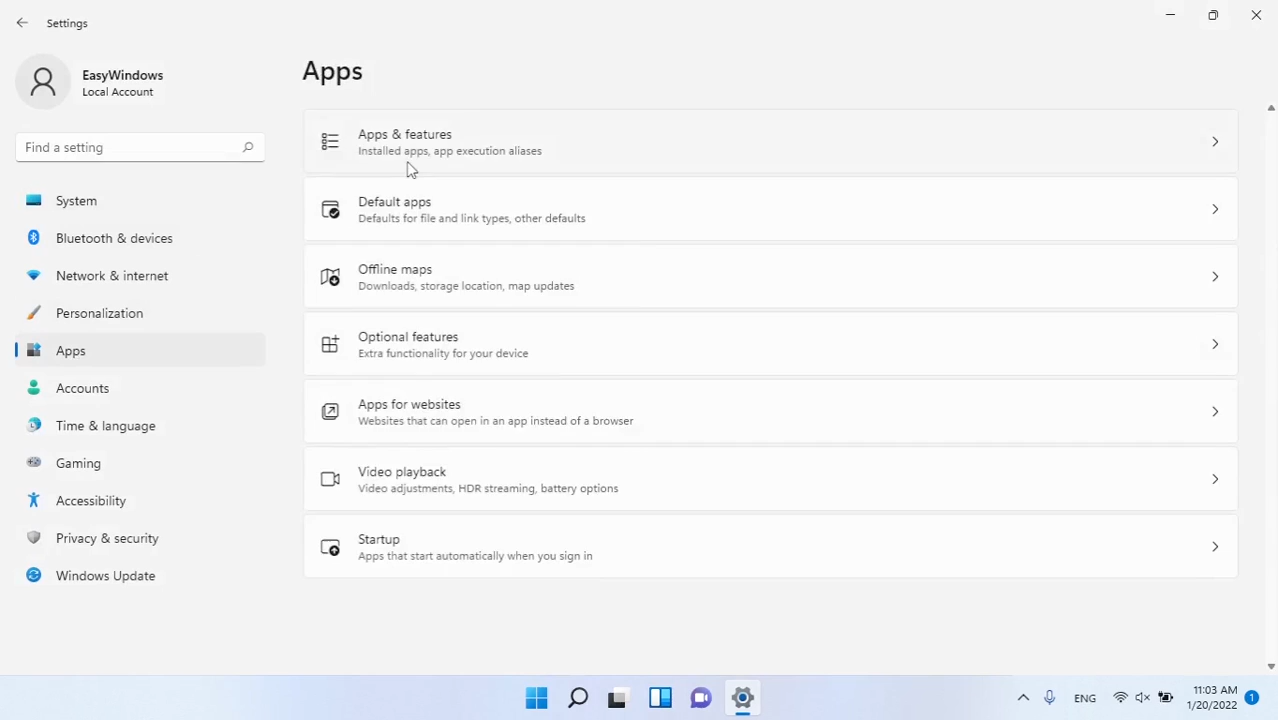 Settings
EasyWindows
Local Account
Find a setting
System
Bluetooth & devices
Network & internet
Personalization
Apps
Accounts
Time & language
Gaming
Accessibility
Privacy & security
Windows Update
Apps
Apps & features
Installed apps, app execution aliases
Default apps
Defaults for file and link types, other defaults
Offline maps
Downloads, storage location, map updates
Optional features
Extra functionality for your device
Apps for websites
Websites that can open in an app instead of a browser
Video playback
Video adjustments, HDR streaming, battery options
Startup
Apps that start automatically when you sign in
ENG
11:03 AM
1/20/2022
1